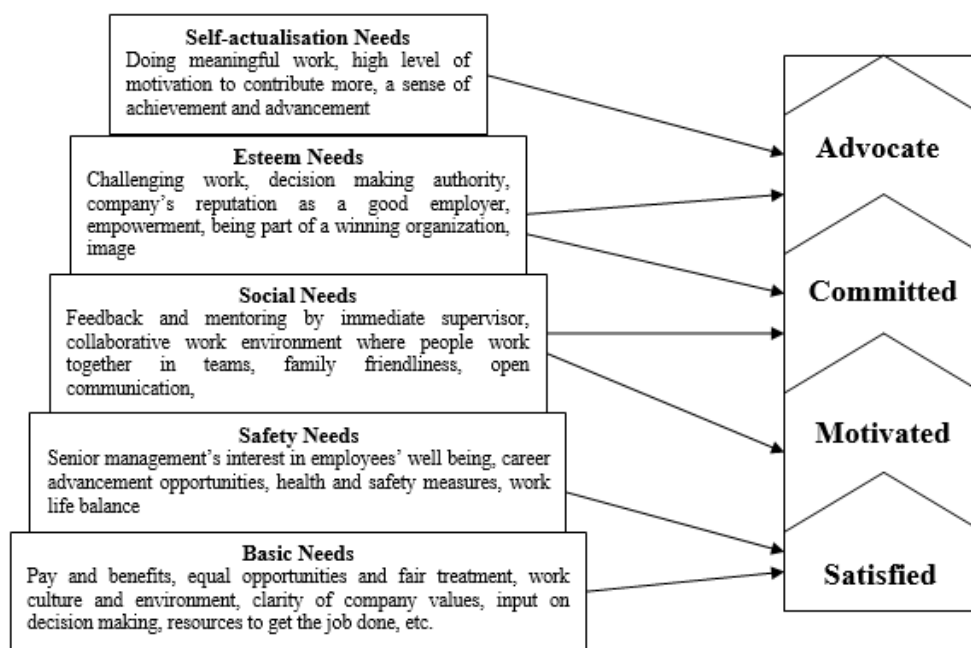 Self-actualisation Needs
Doing meaningful work, high level of
motivation to contribute more, a sense of
achievement and advancement
Esteem Needs
Challenging work, decision making authority,
company's reputation as a good employer,
empowerment, being part of a winning organization,
image
Social Needs
Feedback and mentoring by immediate supervisor,
collaborative work environment where people work
together in teams, family friendliness, open
communication,
Safety Needs
Senior management's interest in employees' well being, career
advancement opportunities, health and safety measures, work
life balance
Basic Needs
Pay and benefits, equal opportunities and fair treatment, work
culture and environment, clarity of company values, input on
decision making, resources to get the job done, etc.
Advocate
Committed
Motivated
Satisfied